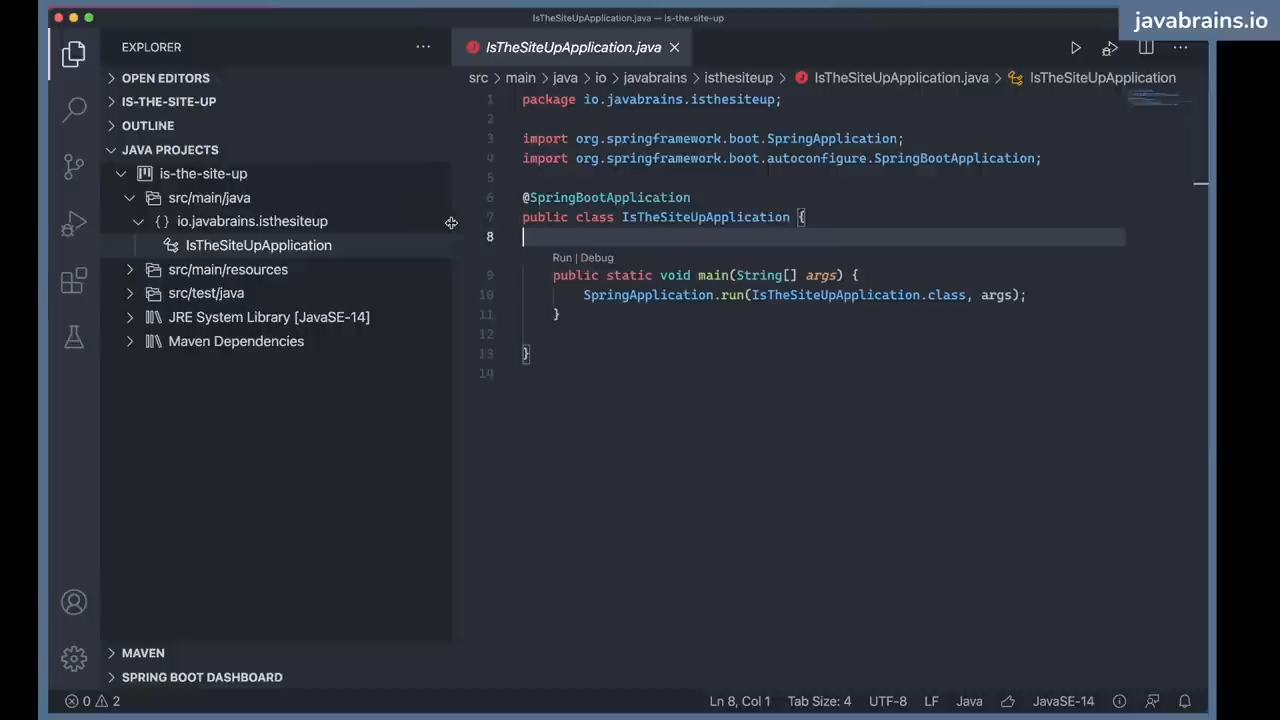 IsTheSiteUpApplication.java — is-the-site-up
javabrains.io
EXPLORER
IsTheSiteUpApplication.java
src > main > java > io > javabrains > isthesiteup > IsTheSiteUpApplication.java > IsTheSiteUpApplication
OPEN EDITORS
IS-THE-SITE-UP
OUTLINE
JAVA PROJECTS
is-the-site-up
src/main/java
{} io.javabrains.isthesiteup
IsTheSiteUpApplication
src/main/resources
src/test/java
JRE System Library [JavaSE-14]
Maven Dependencies
MAVEN
SPRING BOOT DASHBOARD
1 package io.javabrains.isthesiteup;
2
3 import org.springframework.boot.SpringApplication;
4 import org.springframework.boot.autoconfigure.SpringBootApplication;
5
6 @SpringBootApplication
7 public class IsTheSiteUpApplication {
8
Run | Debug
9 public static void main(String[] args) {
10 SpringApplication.run(IsTheSiteUpApplication.class, args);
11 }
12
13 }
14
0 2 Ln 8, Col 1 Tab Size: 4 UTF-8 LF Java JavaSE-14